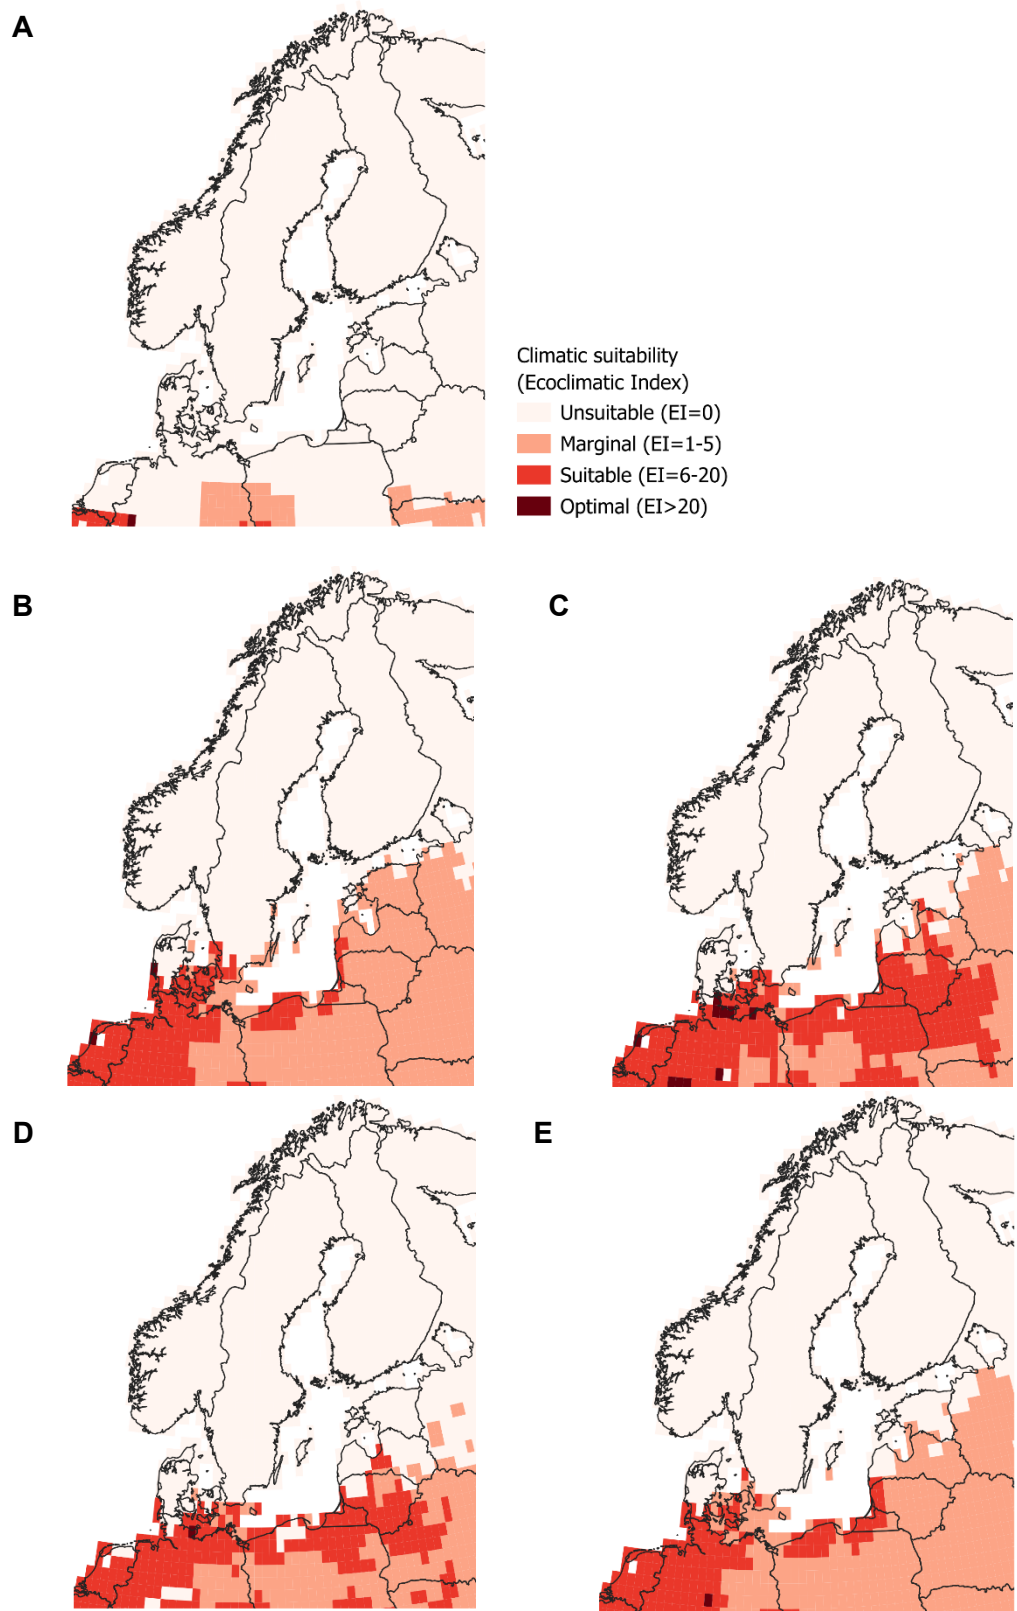 A
Climatic suitability
(Ecoclimatic Index)
Unsuitable (EI=0)
Marginal (EI=1-5)
Suitable (EI=6-20)
Optimal (EI>20)
B
C
D
E